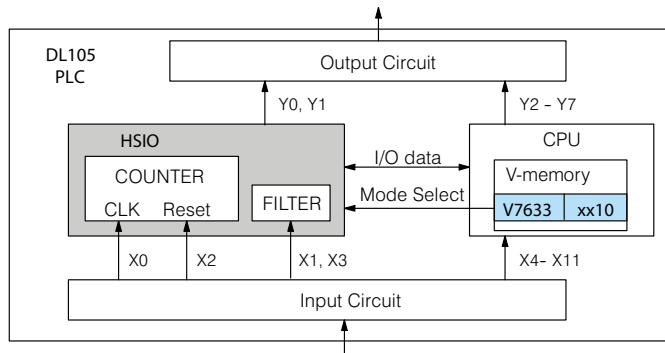 DL105
PLC
Output Circuit
Y0, Y1
Y2 - Y7
HSIO
CPU
COUNTER
CLK Reset
FILTER
I/O data
Mode Select
V-memory
V7633 xx10
X0
X2
X1, X3
X4- X11
Input Circuit